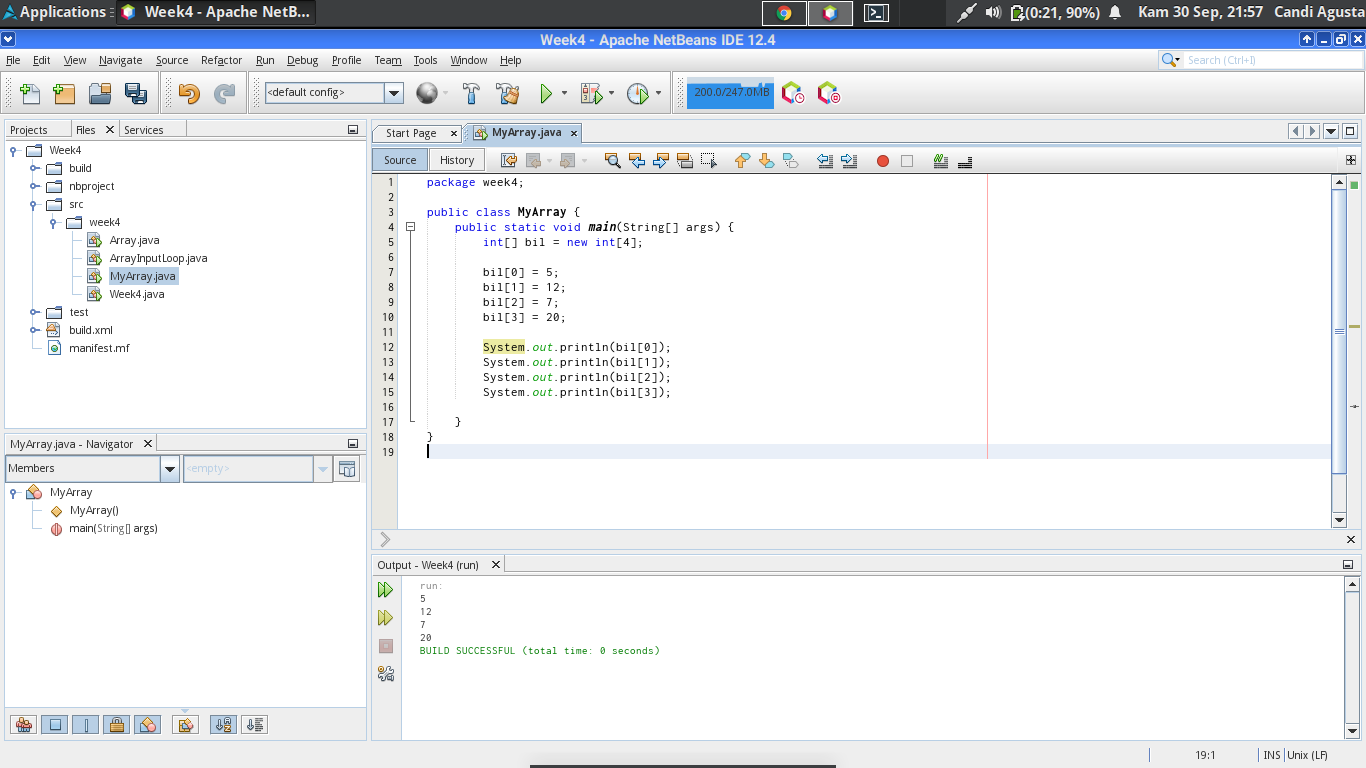 Applications Week4 - Apache NetB... (0:21, 90%) Kam 30 Sep, 21:57 Candi Agusta
Week4 - Apache NetBeans IDE 12.4
File Edit View Navigate Source Refactor Run Debug Profile Team Tools Window Help Search (Ctrl+I)
<default config> 200.0/247.0MB
Projects Files Services
Week4
build
nbproject
src
week4
Array.java
ArrayInputLoop.java
MyArray.java
Week4.java
test
build.xml
manifest.mf
MyArray.java - Navigator
Members <empty>
MyArray
MyArray()
main(String[] args)
Start Page MyArray.java
Source History
1 package week4;
2
3 public class MyArray {
4 public static void main(String[] args) {
5 int[] bil = new int[4];
6
7 bil[0] = 5;
8 bil[1] = 12;
9 bil[2] = 7;
10 bil[3] = 20;
11
12 System.out.println(bil[0]);
13 System.out.println(bil[1]);
14 System.out.println(bil[2]);
15 System.out.println(bil[3]);
16
17 }
18 }
19
Output - Week4 (run)
run:
5
12
7
20
BUILD SUCCESSFUL (total time: 0 seconds)
19:1 INS Unix (LF)